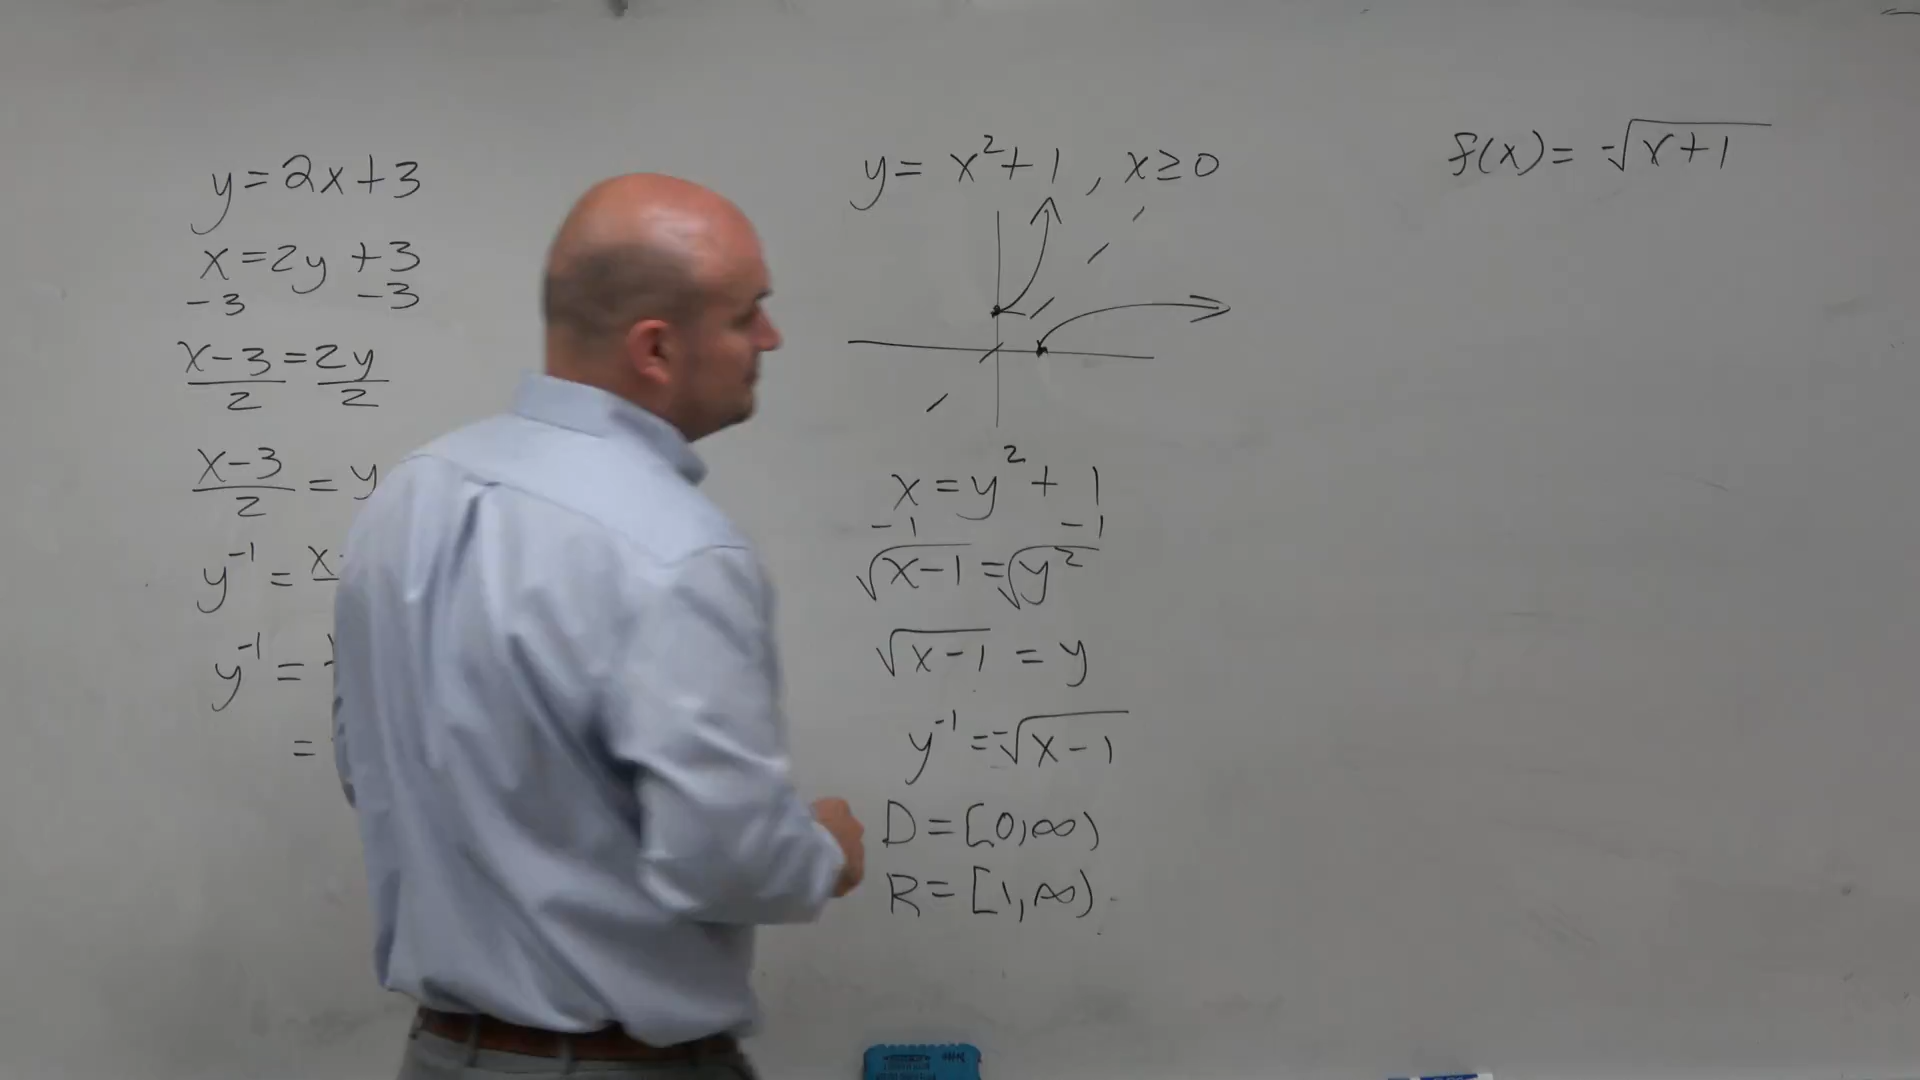 y = 2x + 3
x = 2y + 3
-3 -3
x-3 = 2y
2 2
x-3 = y
2
y⁻¹ = x
y⁻¹ =
=
y = x² + 1, x ≥ 0
x = y² + 1
-1 -1
√x-1 = √y²
√x-1 = y
y⁻¹ = √x-1
D = [0,∞)
R = [1,∞)
f(x) = √x+1